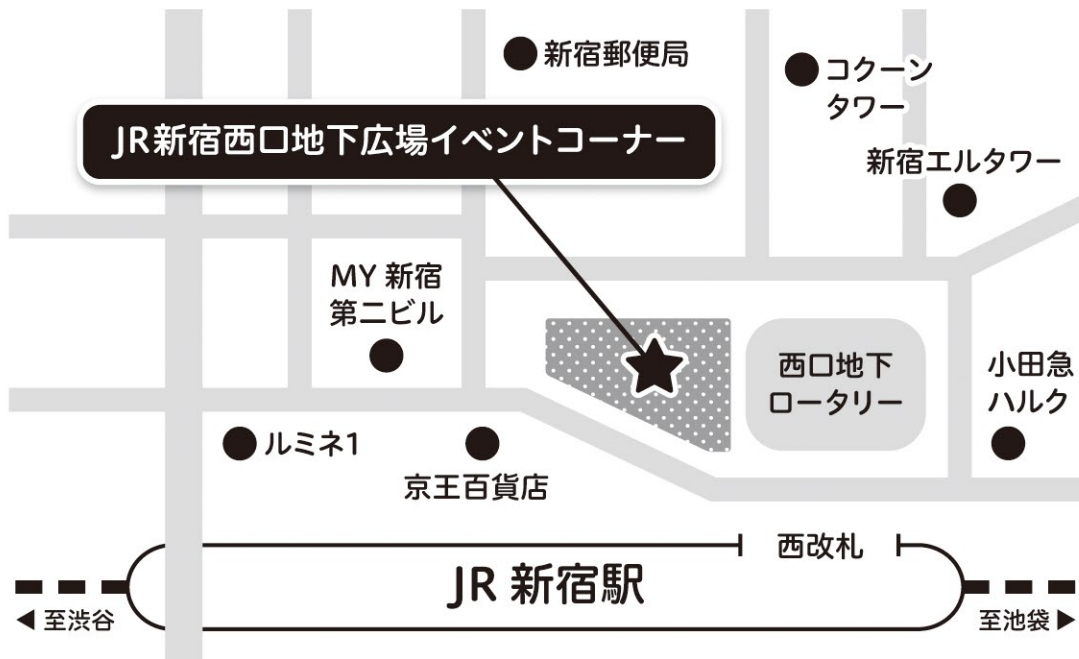 新宿郵便局
コクーン
タワー
JR新宿西口地下広場イベントコーナー
新宿エルタワー
MY 新宿
第二ビル
西口地下
ロータリー
小田急
ハルク
ルミネ1
京王百貨店
西改札
JR 新宿駅
◀ 至渋谷
至池袋 ▶